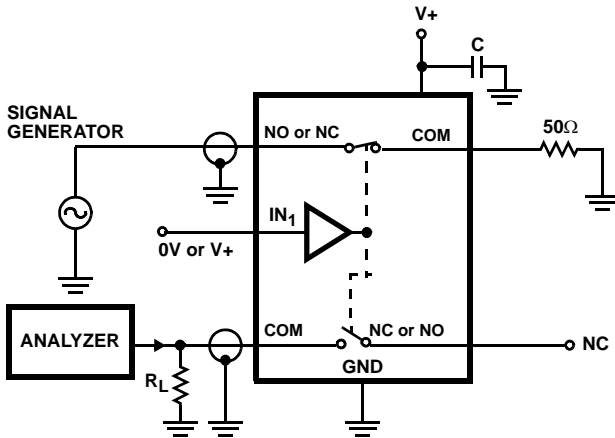 V+
C
SIGNAL
GENERATOR
NO or NC
COM
50Ω
IN1
0V or V+
ANALYZER
COM
NC or NO
NC
RL
GND